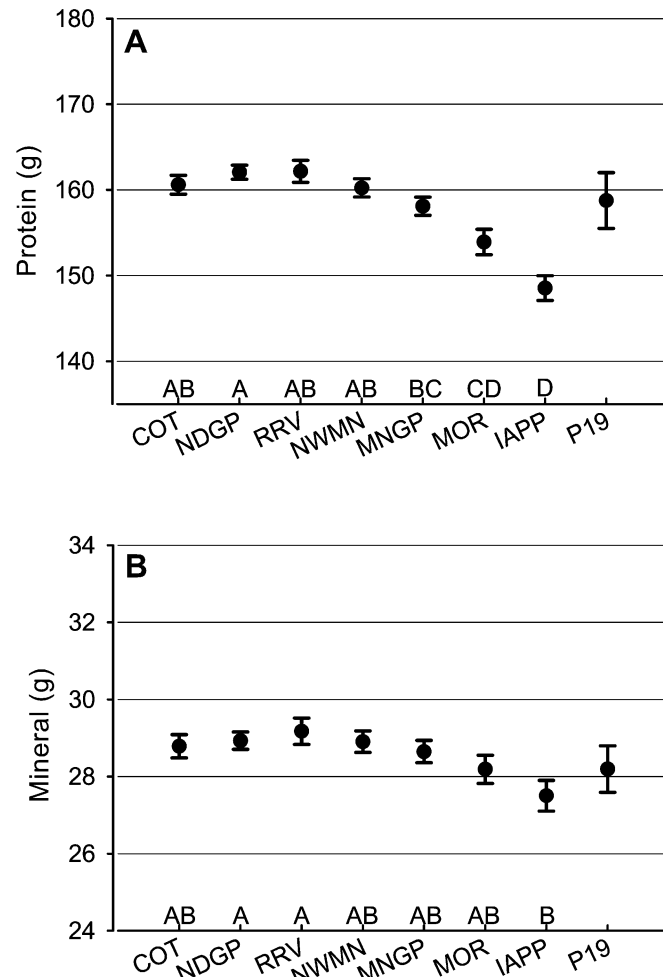 180
A
170
160
150
140
Protein (g)
AB A AB AB BC CD D
COT NDGP RRV NWMN MNGP MOR IAPP P19
34
B
32
30
28
26
24
Mineral (g)
AB A A AB AB AB B
COT NDGP RRV NWMN MNGP MOR IAPP P19